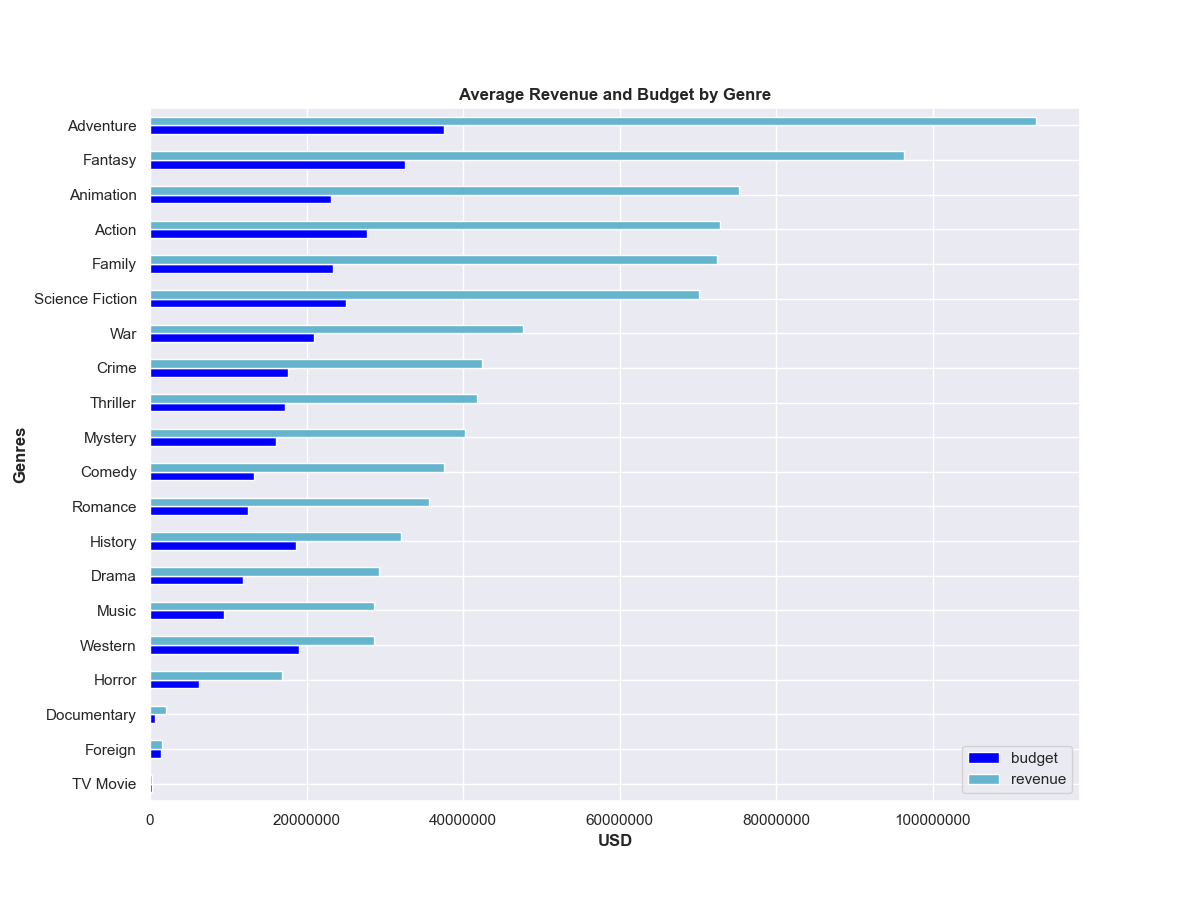 Average Revenue and Budget by Genre
Adventure
Fantasy
Animation
Action
Family
Science Fiction
War
Crime
Thriller
Mystery
Comedy
Romance
History
Drama
Music
Western
Horror
Documentary
Foreign
TV Movie
Genres
budget
revenue
0 20000000 40000000 60000000 80000000 100000000
USD